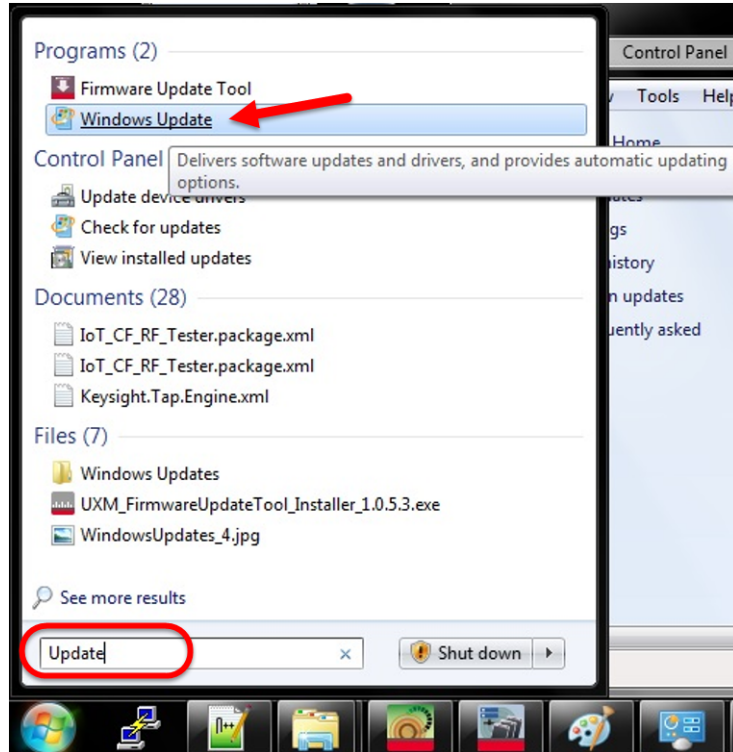 Programs (2)
Firmware Update Tool
Windows Update
Control Panel
Delivers software updates and drivers, and provides automatic updating
options.
Update device drivers
Check for updates
View installed updates
Documents (28)
IoT_CF_RF_Tester.package.xml
IoT_CF_RF_Tester.package.xml
Keysight.Tap.Engine.xml
Files (7)
Windows Updates
UXM_FirmwareUpdateTool_Installer_1.0.5.3.exe
WindowsUpdates_4.jpg
See more results
Update
Shut down
Control Panel
Tools Help
Home
gs
istory
n updates
uently asked